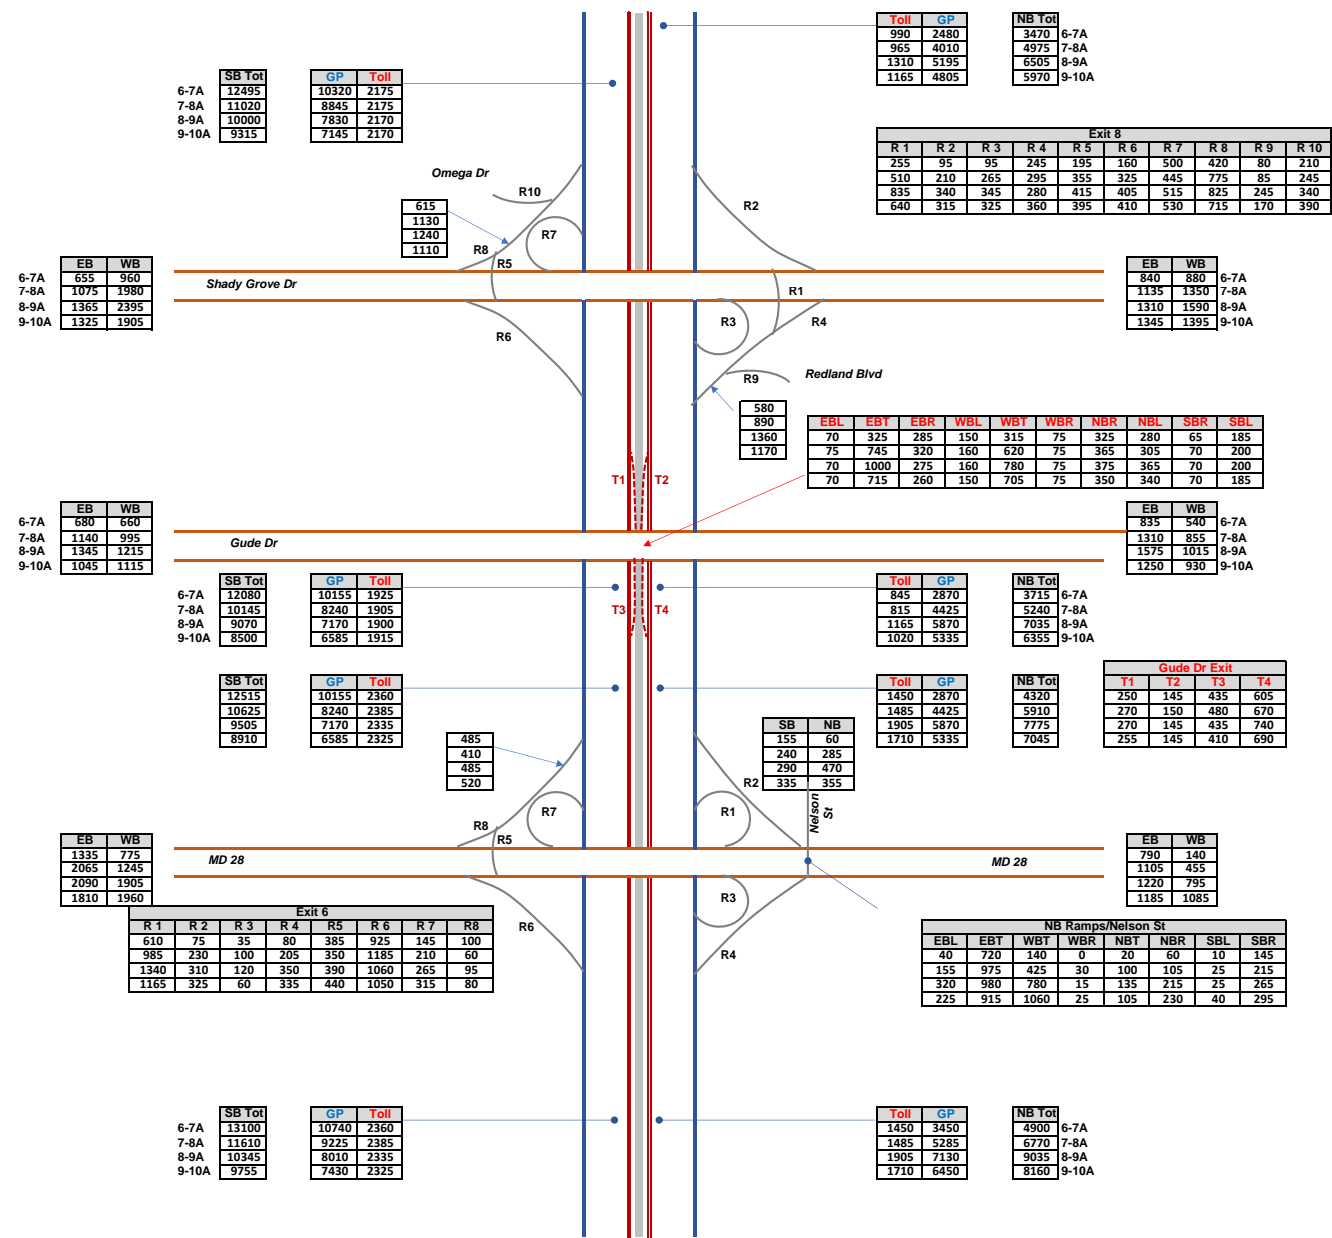 Toll GP NB Tot
990 2480 3470 6-7A
965 4010 4975 7-8A
1310 5195 6505 8-9A
1165 4805 5970 9-10A
SB Tot GP Toll
6-7A 12495 10320 2175
7-8A 11020 8845 2175
8-9A 10000 7830 2170
9-10A 9315 7145 2170
Exit 8
R 1 R 2 R 3 R 4 R 5 R 6 R 7 R 8 R 9 R 10
255 95 95 245 195 160 500 420 80 210
510 210 265 295 355 325 445 775 85 245
835 340 345 280 415 405 515 825 245 340
640 315 325 360 395 410 530 715 170 390
Omega Dr
R10
R2
615
1130
1240
1110
R7
R8
R5
EB WB
6-7A 655 960
7-8A 1075 1980
8-9A 1365 2395
9-10A 1325 1905
Shady Grove Dr
EB WB
840 880 6-7A
1135 1350 7-8A
1310 1590 8-9A
1345 1395 9-10A
R1
R3
R4
R6
R9
Redland Blvd
580
890
1360
1170
EBL EBT EBR WBL WBT WBR NBR NBL SBR SBL
70 325 285 150 315 75 325 280 65 185
75 745 320 160 620 75 365 305 70 200
70 1000 275 160 780 75 375 365 70 200
70 715 260 150 705 75 350 340 70 185
T1 T2
EB WB
6-7A 680 660
7-8A 1140 995
8-9A 1345 1215
9-10A 1045 1115
Gude Dr
EB WB
835 540 6-7A
1310 855 7-8A
1575 1015 8-9A
1250 930 9-10A
SB Tot GP Toll
6-7A 12080 10155 1925
7-8A 10145 8240 1905
8-9A 9070 7170 1900
9-10A 8500 6585 1915
T3 T4
Toll GP NB Tot
845 2870 3715 6-7A
815 4425 5240 7-8A
1165 5870 7035 8-9A
1020 5335 6355 9-10A
SB Tot GP Toll
12515 10155 2360
10625 8240 2385
9505 7170 2335
8910 6585 2325
Toll GP NB Tot
1450 2870 4320
1485 4425 5910
1905 5870 7775
1710 5335 7045
Gude Dr Exit
T1 T2 T3 T4
250 145 435 605
270 150 480 670
270 145 435 740
255 145 410 690
SB NB
155 60
240 285
290 470
335 355
485
410
485
520
R2
R1
R7
R8
R5
Nelson
St
EB WB
1335 775
2065 1245
2090 1905
1810 1960
MD 28
MD 28
EB WB
790 140
1105 455
1220 795
1185 1085
R3
R4
R6
Exit 6
R 1 R 2 R 3 R 4 R5 R 6 R 7 R8
610 75 35 80 385 925 145 100
985 230 100 205 350 1185 210 60
1340 310 120 350 390 1060 265 95
1165 325 60 335 440 1050 315 80
NB Ramps/Nelson St
EBL EBT WBT WBR NBT NBR SBL SBR
40 720 140 0 20 60 10 145
155 975 425 30 100 105 25 215
320 980 780 15 135 215 25 265
225 915 1060 25 105 230 40 295
SB Tot GP Toll
6-7A 13100 10740 2360
7-8A 11610 9225 2385
8-9A 10345 8010 2335
9-10A 9755 7430 2325
Toll GP NB Tot
1450 3450 4900 6-7A
1485 5285 6770 7-8A
1905 7130 9035 8-9A
1710 6450 8160 9-10A